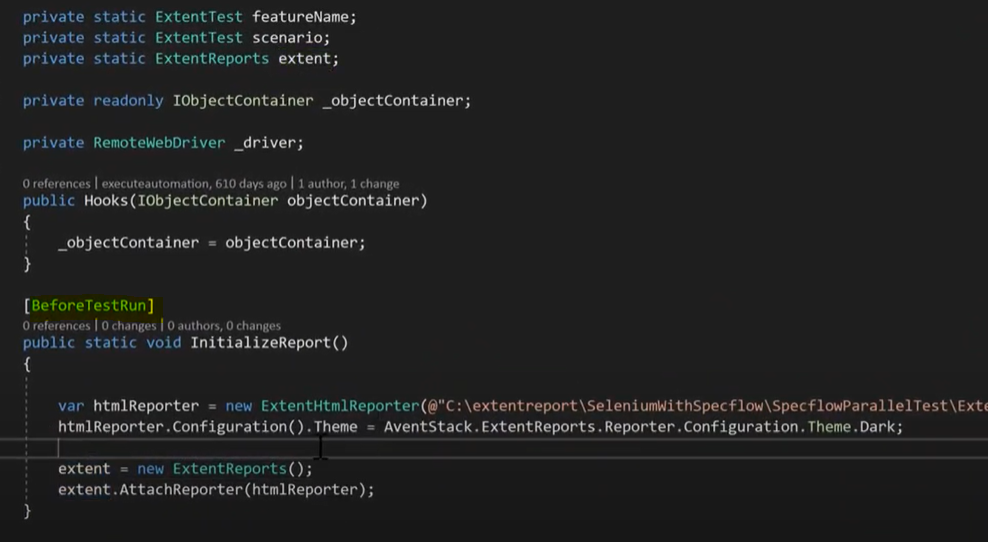 private static ExtentTest featureName;
private static ExtentTest scenario;
private static ExtentReports extent;
private readonly IObjectContainer _objectContainer;
private RemoteWebDriver _driver;
0 references | executeautomation, 610 days ago | 1 author, 1 change
public Hooks(IObjectContainer objectContainer)
{
_objectContainer = objectContainer;
}
[BeforeTestRun]
0 references | 0 changes | 0 authors, 0 changes
public static void InitializeReport()
{
var htmlReporter = new ExtentHtmlReporter(@"C:\extentreport\SeleniumWithSpecflow\SpecflowParallelTest\Exte
htmlReporter.Configuration().Theme = AventStack.ExtentReports.Reporter.Configuration.Theme.Dark;
extent = new ExtentReports();
extent.AttachReporter(htmlReporter);
}